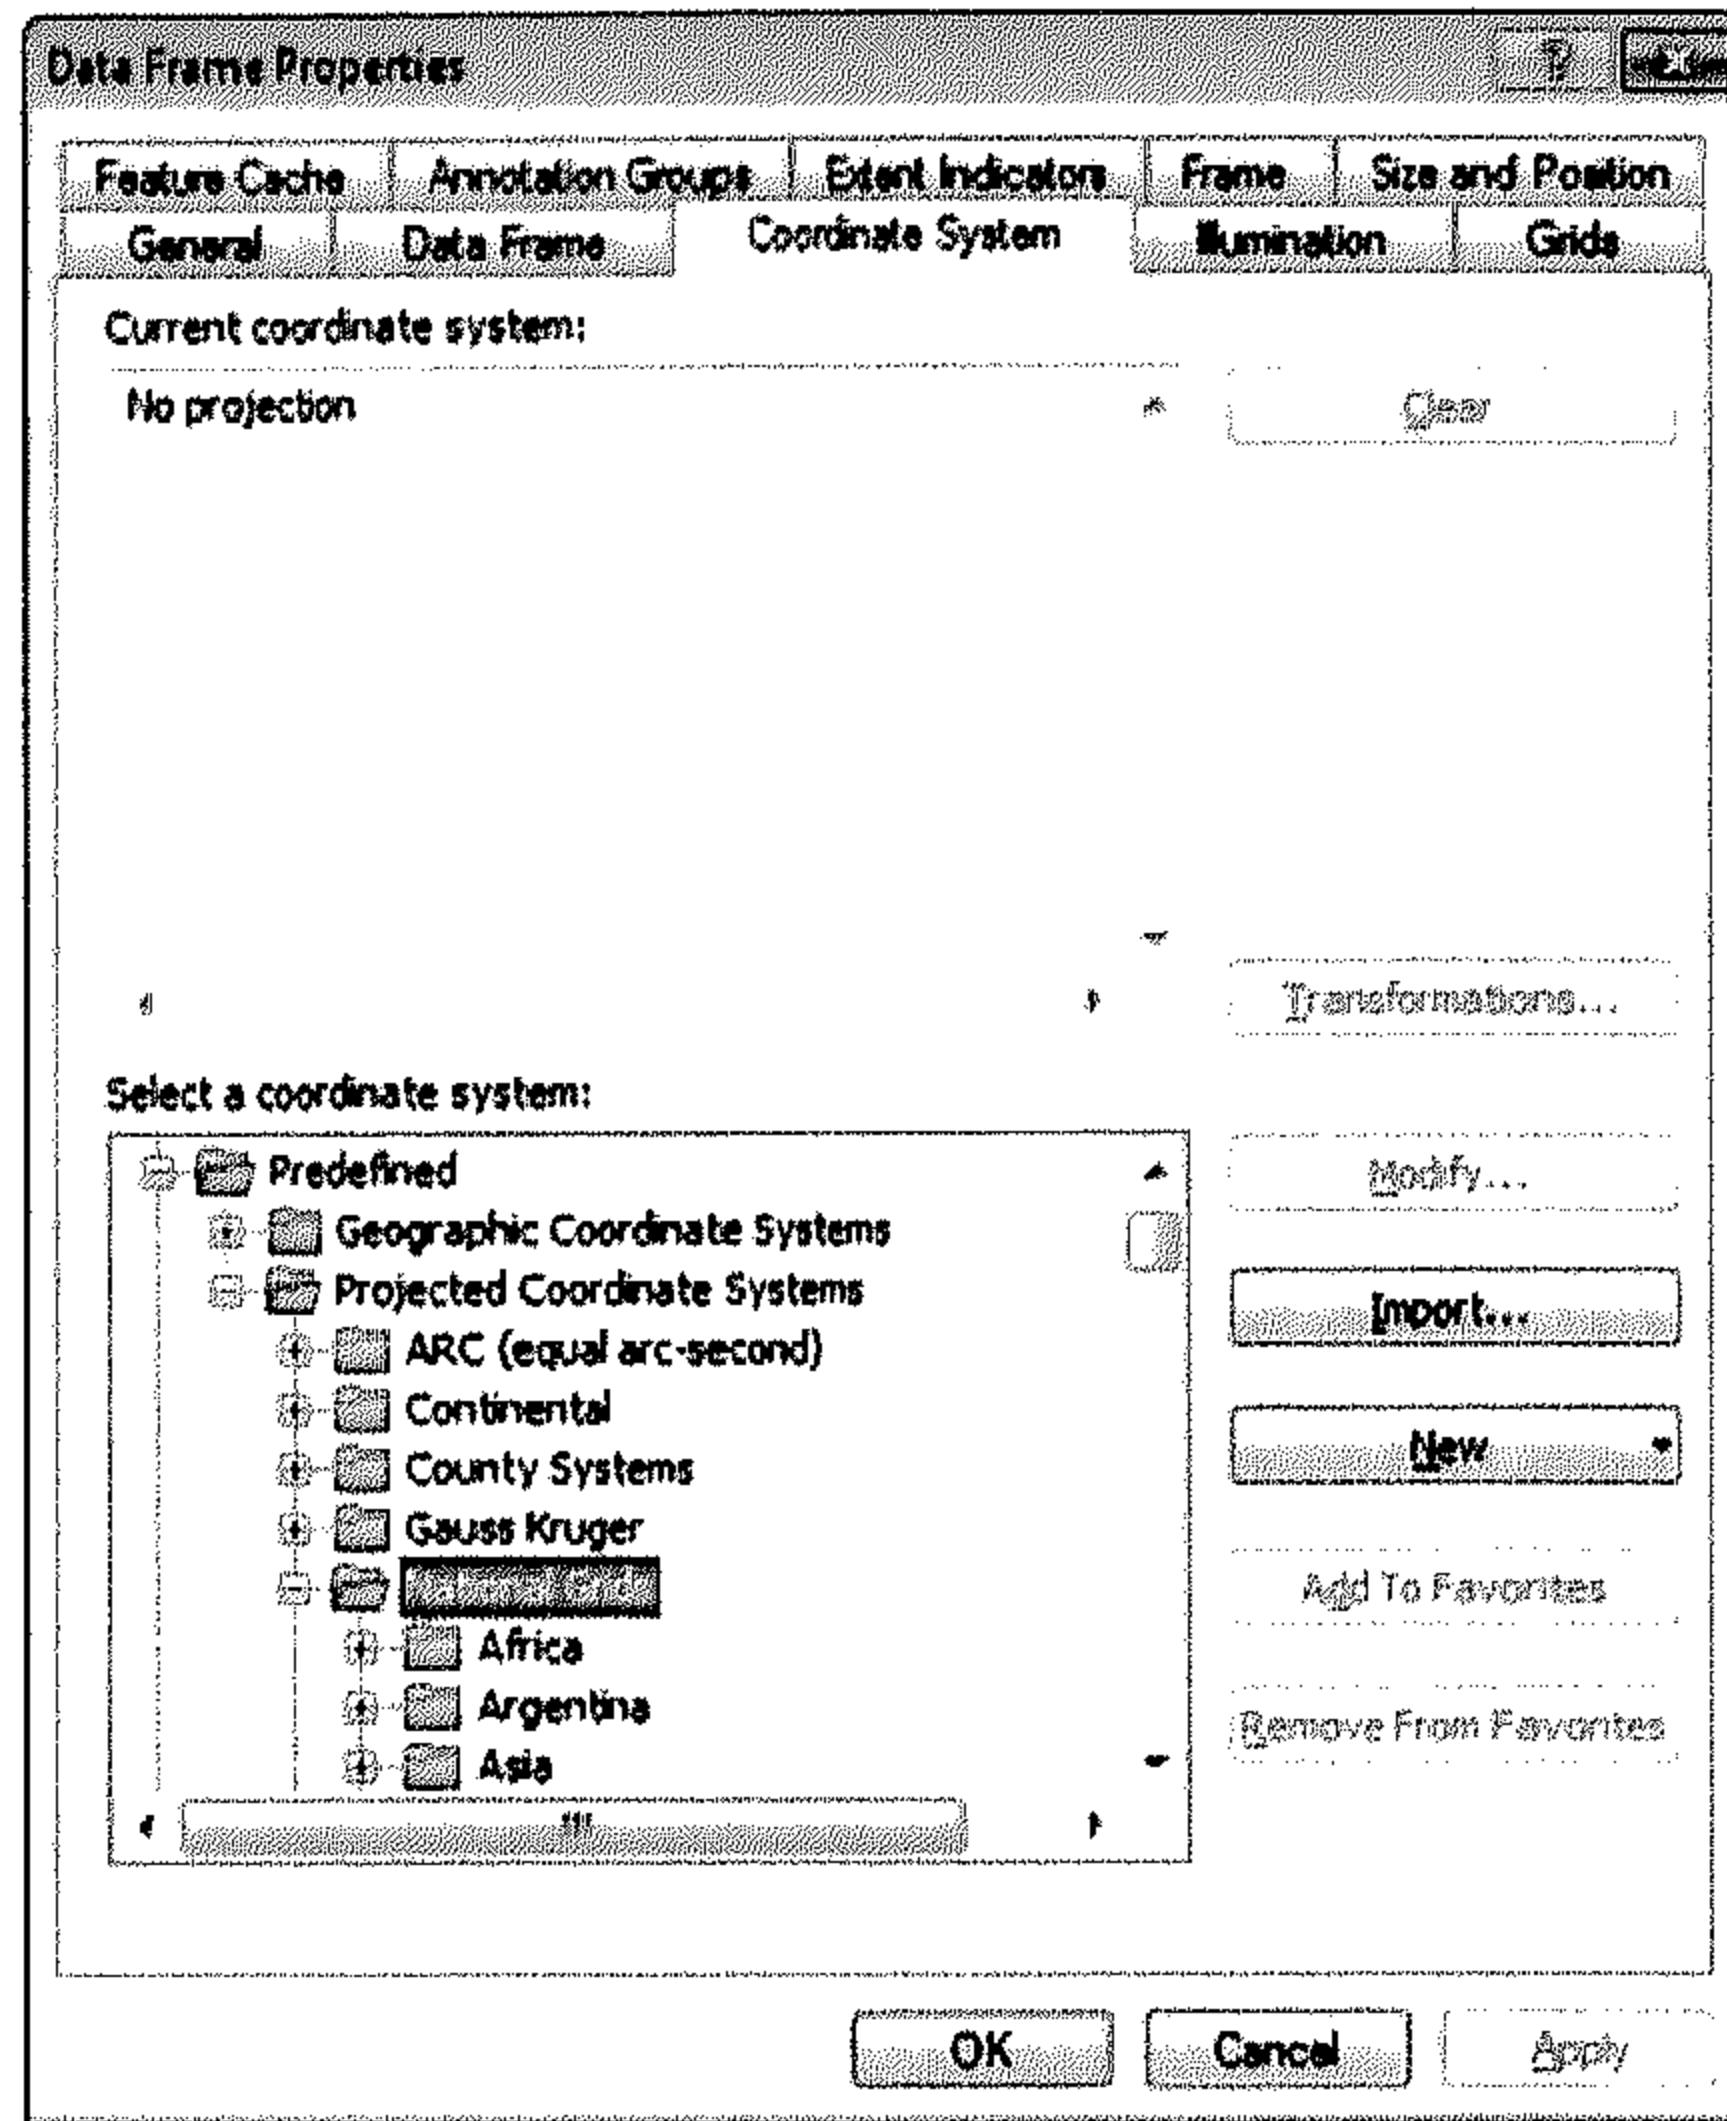 Data Frame Properties
Feature Cache Annotation Groups Extent Indicators Frame Size and Position
General Data Frame Coordinate System Illumination Grids
Current coordinate system:
No projection
Clear
Transformations...
Select a coordinate system:
Predefined
Modify...
Geographic Coordinate Systems
Projected Coordinate Systems
Import...
ARC (equal arc-second)
Continental
New
County Systems
Gauss Kruger
Add To Favorites
Africa
Argentina
Remove From Favorites
Asia
OK Cancel Apply